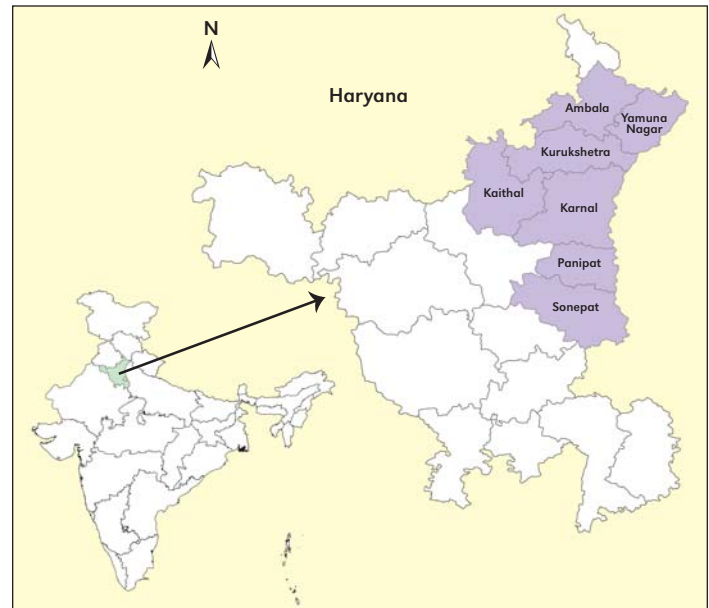 N
Haryana
Ambala
Yamuna
Nagar
Kurukshetra
Kaithal
Karnal
Panipat
Sonepat